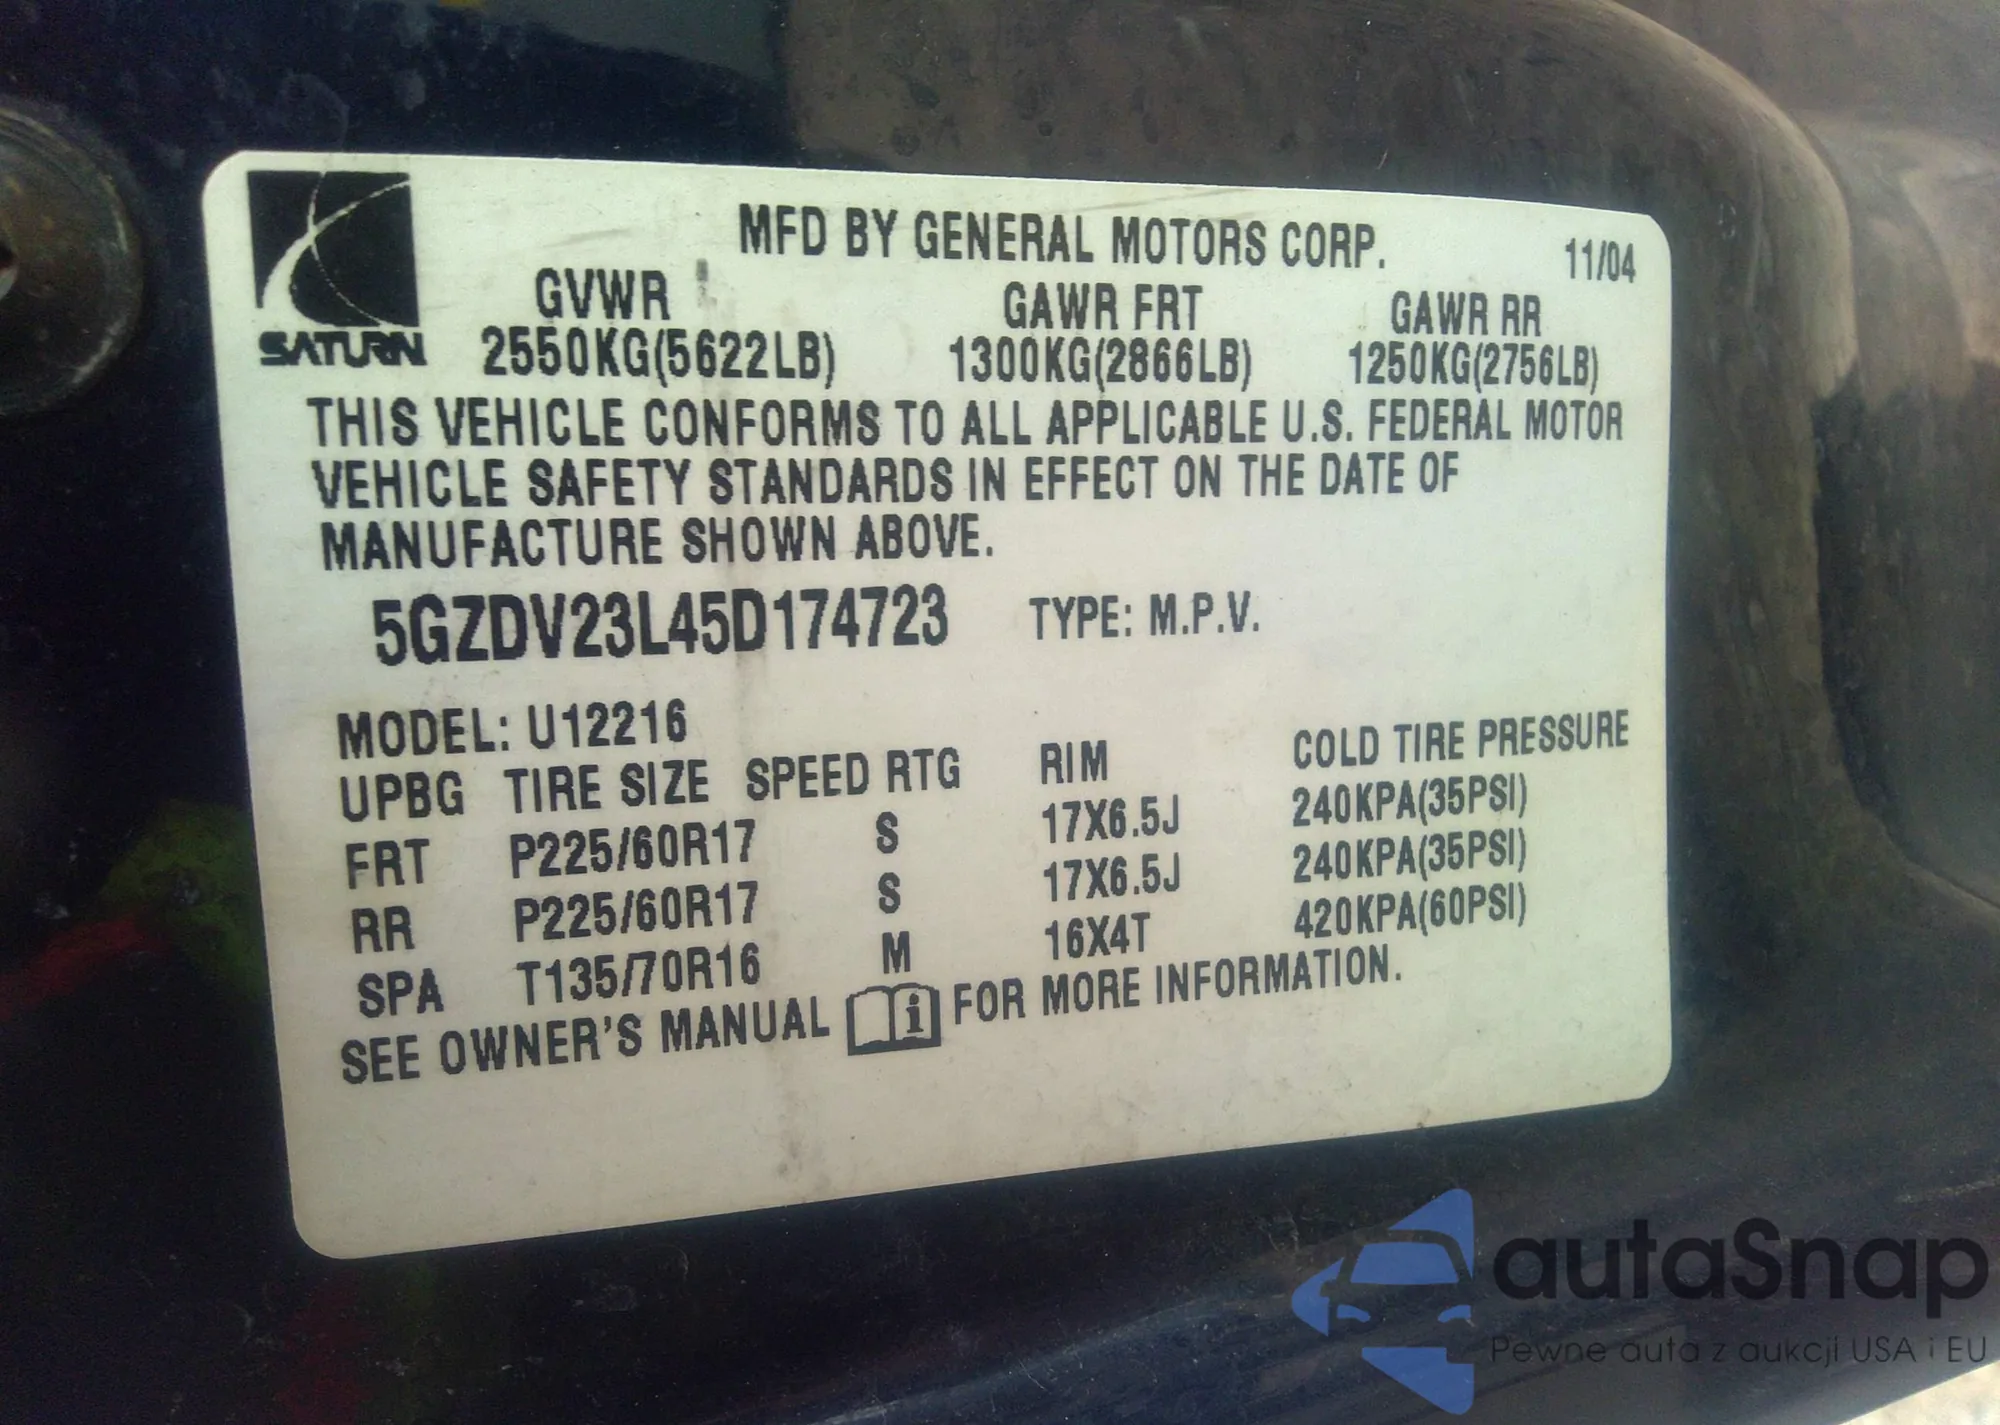 MFD BY GENERAL MOTORS CORP. 11/04
SATURN
GVWR GAWR FRT GAWR RR
2550KG(5622LB) 1300KG(2866LB) 1250KG(2756LB)
THIS VEHICLE CONFORMS TO ALL APPLICABLE U.S. FEDERAL MOTOR
VEHICLE SAFETY STANDARDS IN EFFECT ON THE DATE OF
MANUFACTURE SHOWN ABOVE.
5GZDV23L45D174723 TYPE: M.P.V.
MODEL: U12216
UPBG TIRE SIZE SPEED RTG RIM COLD TIRE PRESSURE
FRT P225/60R17 S 17X6.5J 240KPA(35PSI)
RR P225/60R17 S 17X6.5J 240KPA(35PSI)
SPA T135/70R16 M 16X4T 420KPA(60PSI)
SEE OWNER'S MANUAL i FOR MORE INFORMATION.
autaSnap
Pewne auta z aukcji USA i EU